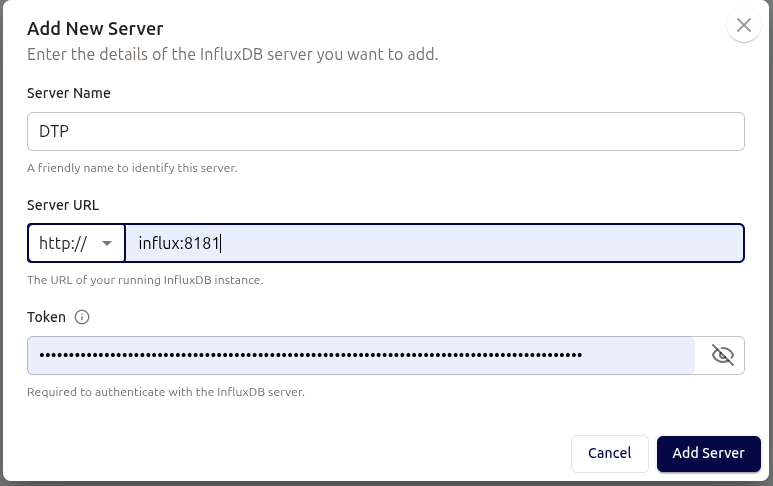 Add New Server
Enter the details of the InfluxDB server you want to add.
Server Name
DTP
A friendly name to identify this server.
Server URL
http:// influx:8181
The URL of your running InfluxDB instance.
Token
••••••••••••••••••••••••••••••••••••••••••••••••••••••••••••••••••••••••••••••••••••••••••••
Required to authenticate with the InfluxDB server.
Cancel Add Server